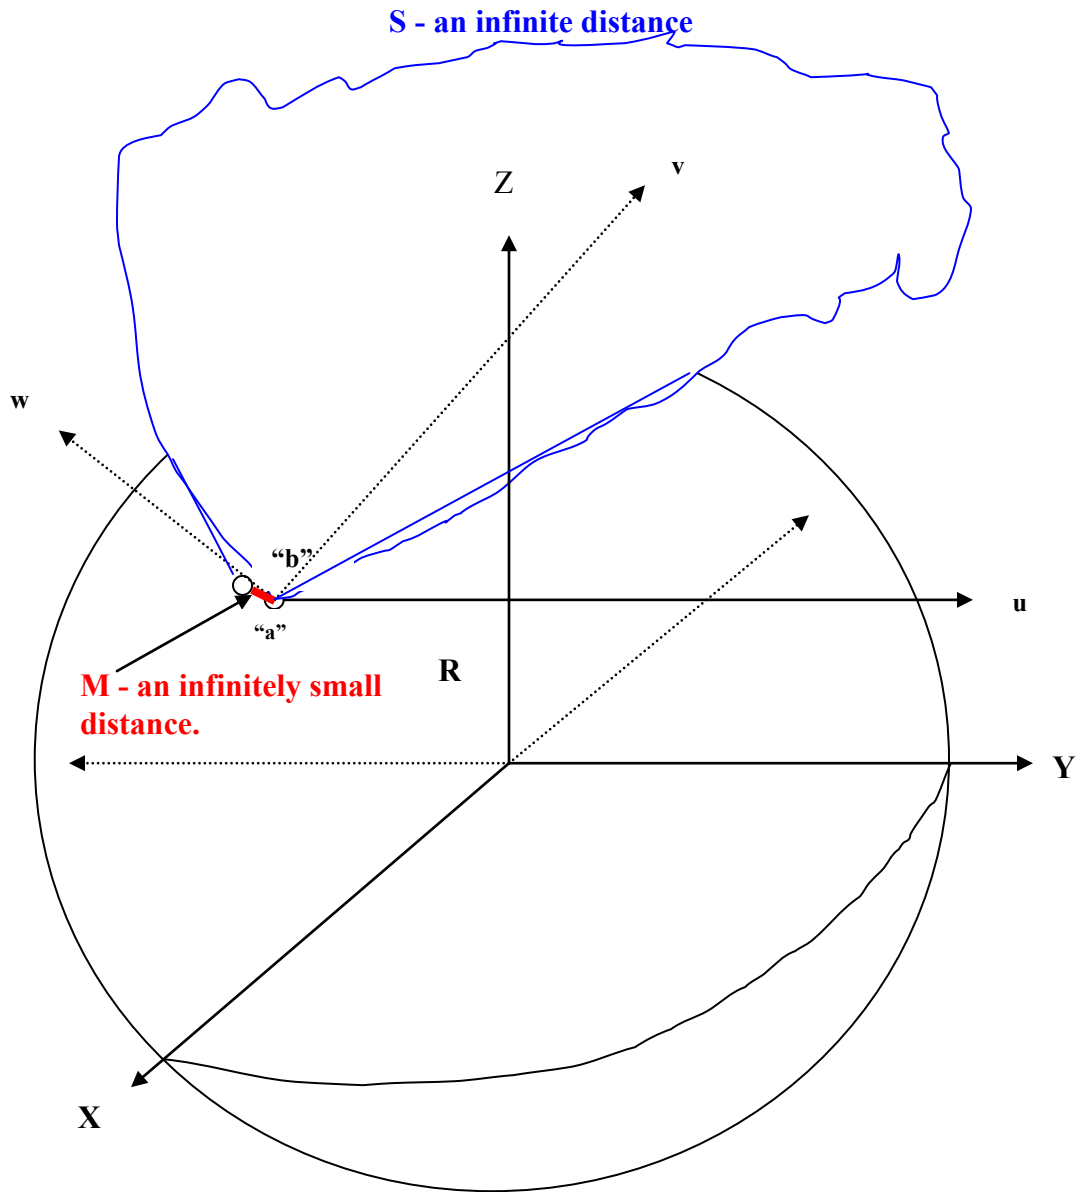 S - an infinite distance
v
Z
w
“b”
u
“a”
R
M - an infinitely small
distance.
Y
X